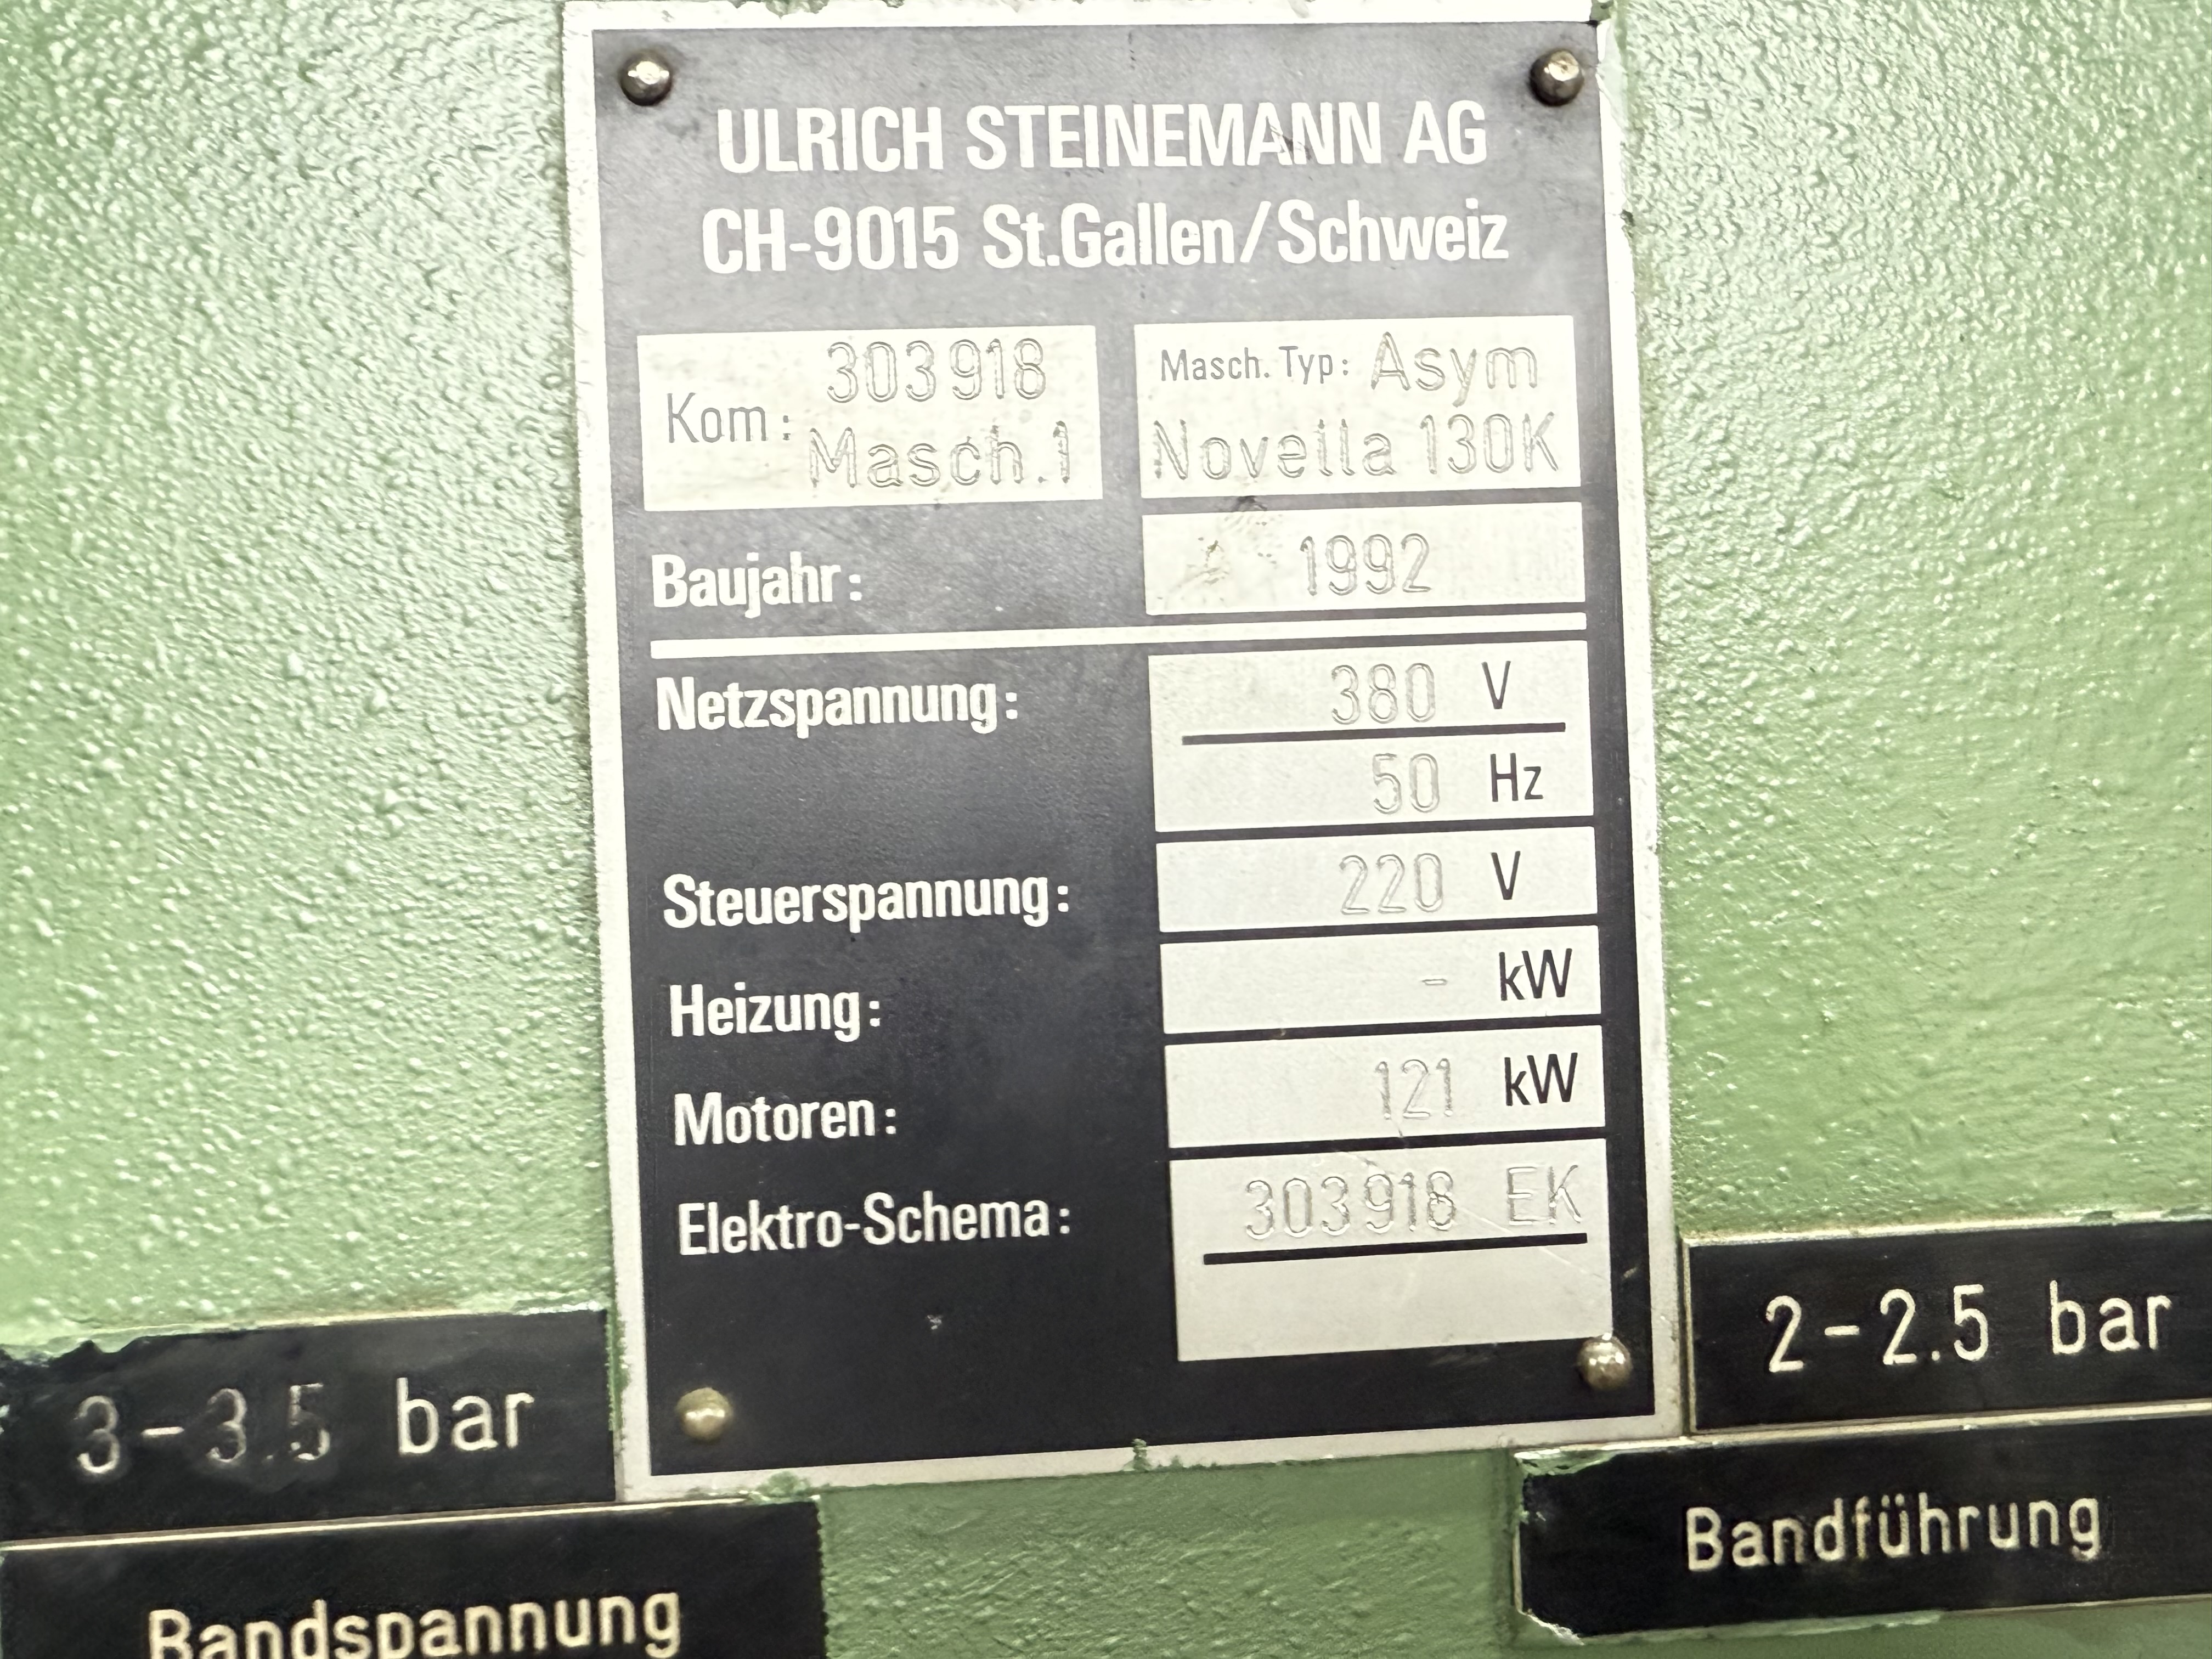 ULRICH STEINEMANN AG
CH-9015 St.Gallen/Schweiz
Kom: 303918
Masch.1
Masch. Typ: Asym
Novella 130K
Baujahr: 1992
Netzspannung: 380 V
50 Hz
Steuerspannung: 220 V
Heizung: - kW
Motoren: 121 kW
Elektro-Schema: 303918 EK
3-3.5 bar
Bandspannung
2-2.5 bar
Bandführung